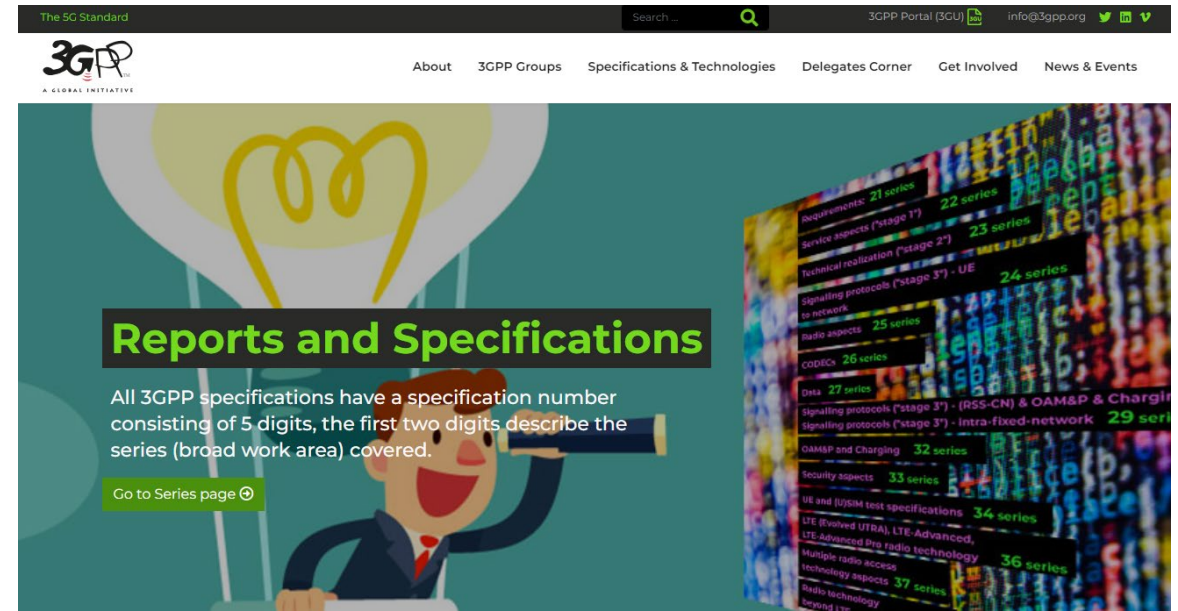 The 5G Standard
Search ...
3GPP Portal (3GU)
3GU
info@3gpp.org
3GPP
TM
A GLOBAL INITIATIVE
About
3GPP Groups
Specifications & Technologies
Delegates Corner
Get Involved
News & Events
Reports and Specifications
All 3GPP specifications have a specification number
consisting of 5 digits, the first two digits describe the
series (broad work area) covered.
Go to Series page
Requirements: 21 series
Service aspects ("stage 1") 22 series
Technical realization ("stage 2") 23 series
Signalling protocols ("stage 3") - UE
to network 24 series
Radio aspects 25 series
CODECs 26 series
Data 27 series
Signalling protocols ("stage 3") - (RSS-CN) & OAM&P & Chargin
Signalling protocols ("stage 3") - intra-fixed-network 29 seri
OAM&P and Charging 32 series
Security aspects 33 series
UE and (U)SIM test specifications 34 series
LTE (Evolved UTRA), LTE-Advanced,
LTE-Advanced Pro radio technology 36 series
Multiple radio access
technology aspects 37 series
Radio technology
beyond LTE